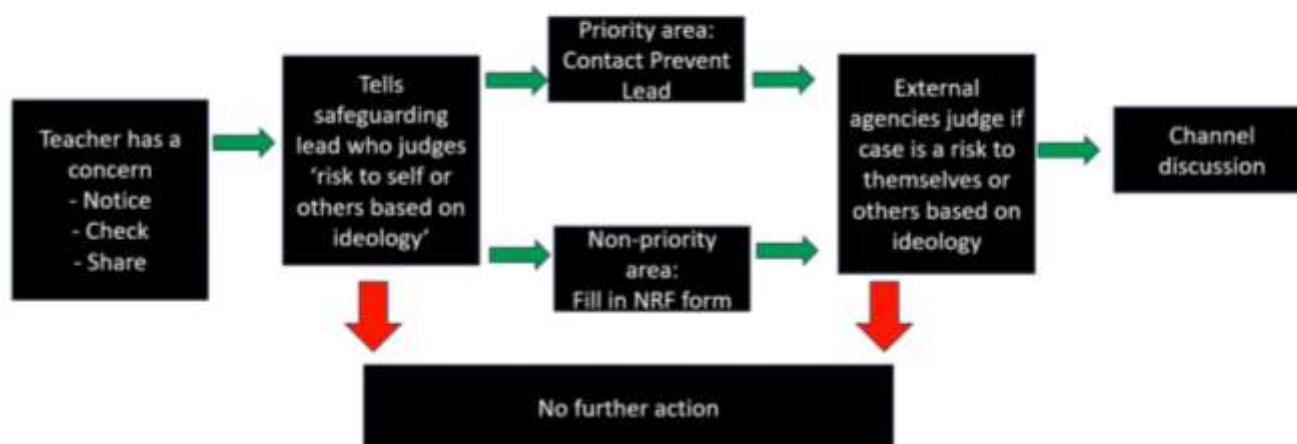 Teacher has a
concern
- Notice
- Check
- Share
Tells
safeguarding
lead who judges
‘risk to self or
others based on
ideology’
Priority area:
Contact Prevent
Lead
Non-priority
area:
Fill in NRF form
External
agencies judge if
case is a risk to
themselves or
others based on
ideology
Channel
discussion
No further action